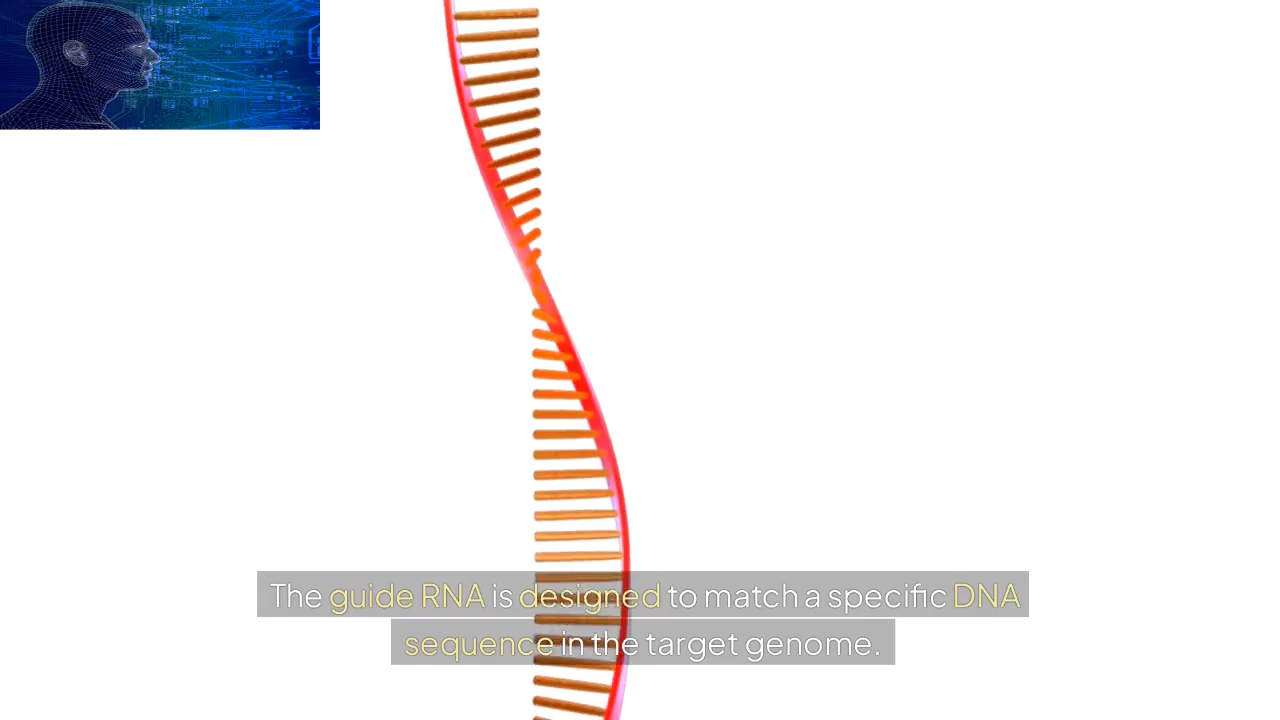 The guide RNA is designed to match a specific DNA
sequence in the target genome.